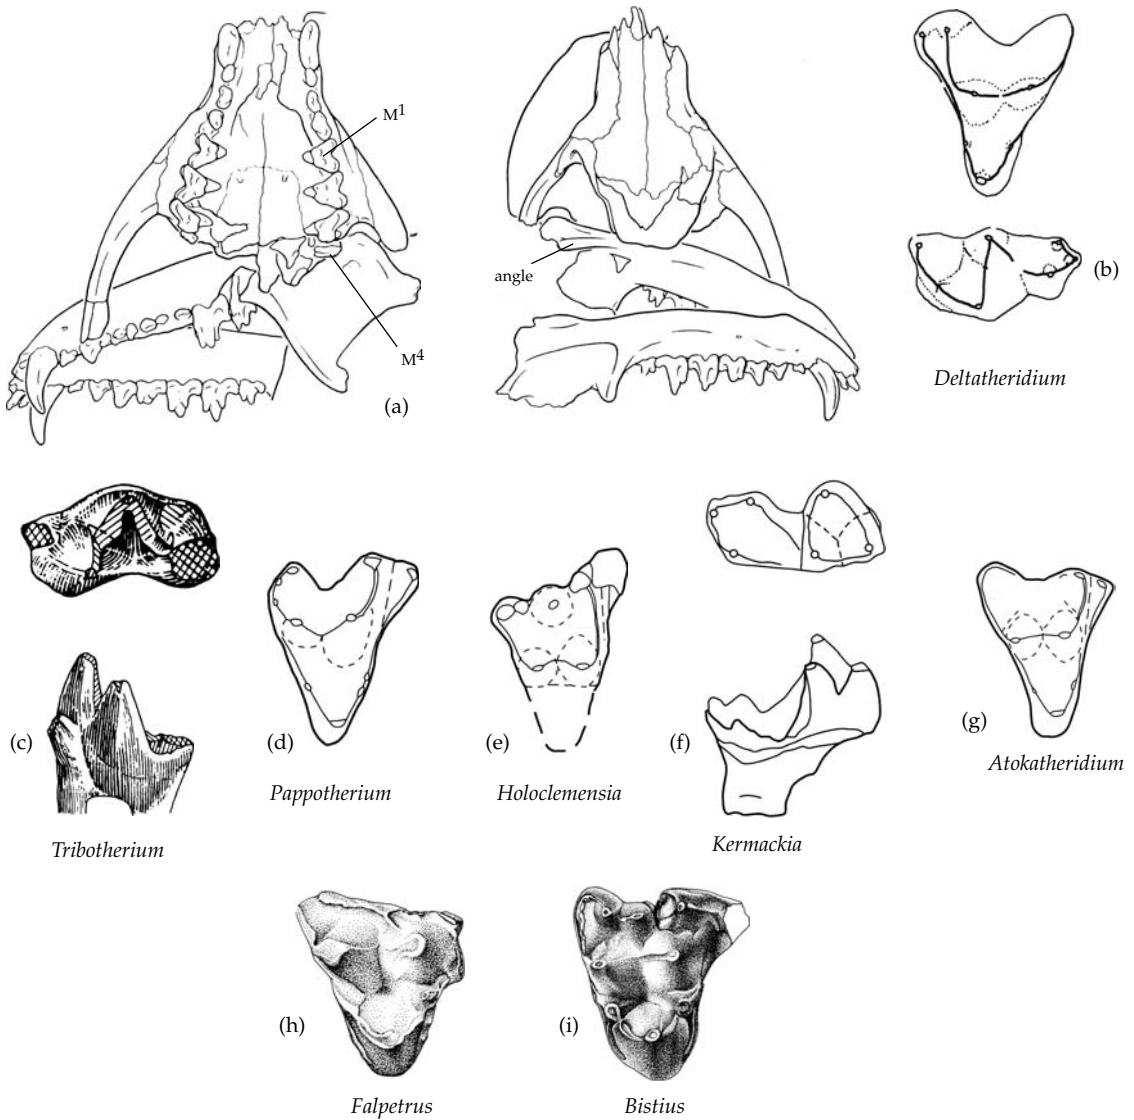 M1
angle
M4
(a)
(b)
Deltatheridium
(c)
(d)
(e)
(f)
(g)
Tribotherium
Pappotherium
Holoclemensia
Kermackia
Atokatheridium
(h)
(i)
Falpetrus
Bistius